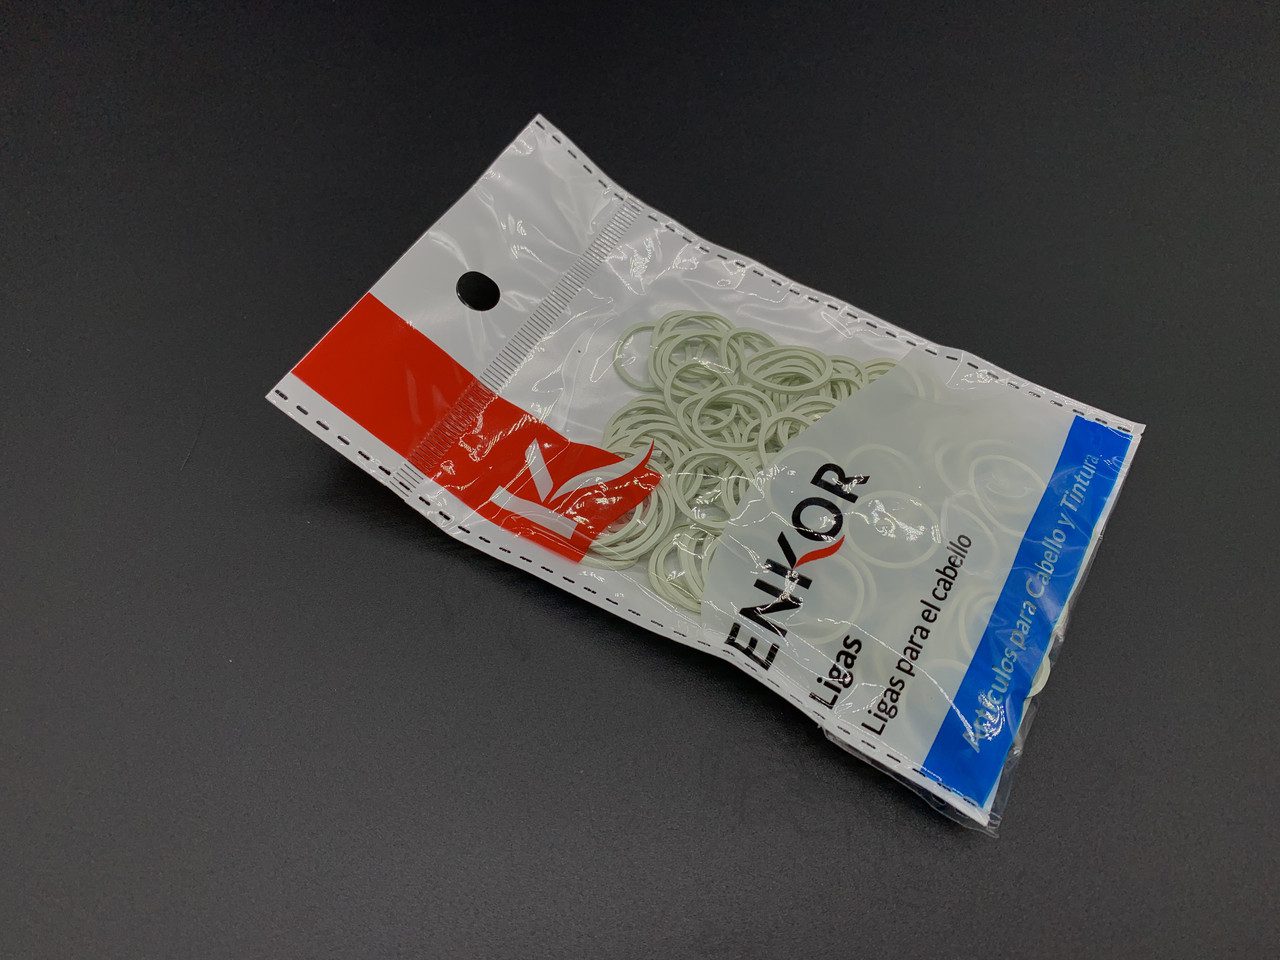 ENKOR
Ligas
Ligas para el cabello
Artículos para Cabello y Tintura